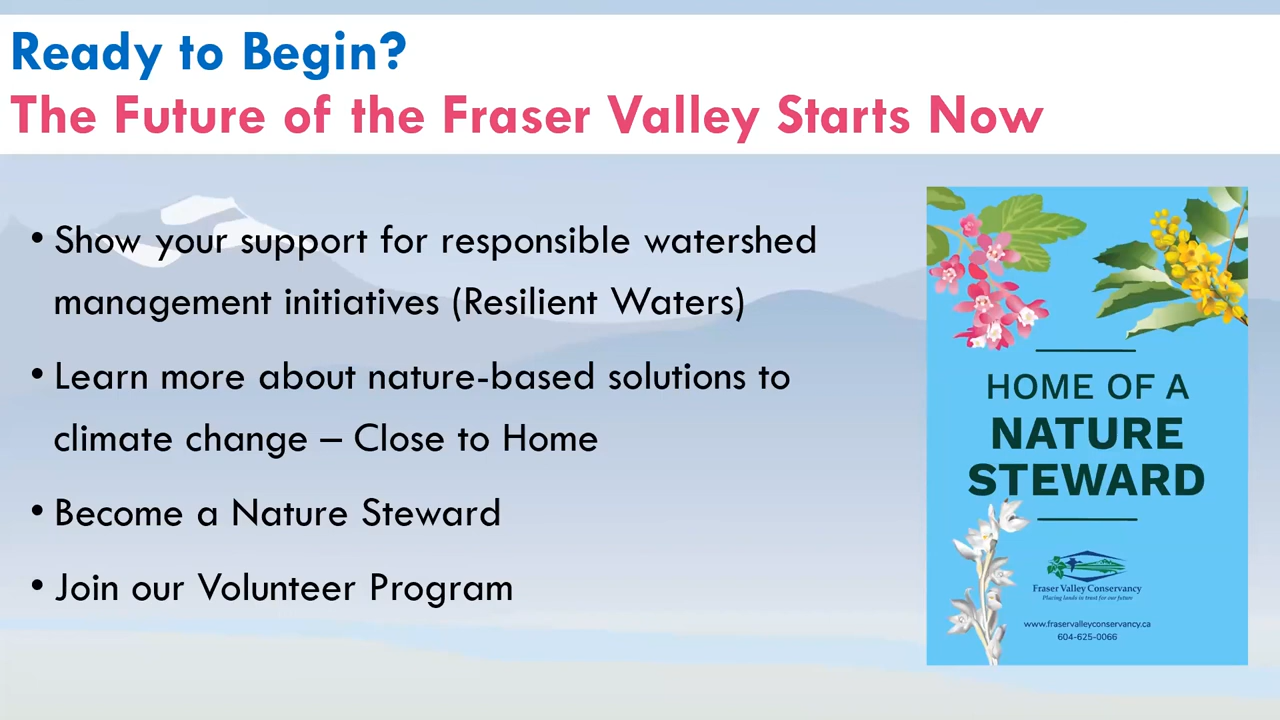 Ready to Begin?
The Future of the Fraser Valley Starts Now
• Show your support for responsible watershed
management initiatives (Resilient Waters)
• Learn more about nature-based solutions to
climate change – Close to Home
• Become a Nature Steward
• Join our Volunteer Program
HOME OF A
NATURE
STEWARD
Fraser Valley Conservancy
Placing lands in trust for our future
www.fraservalleyconservancy.ca
604-625-0066